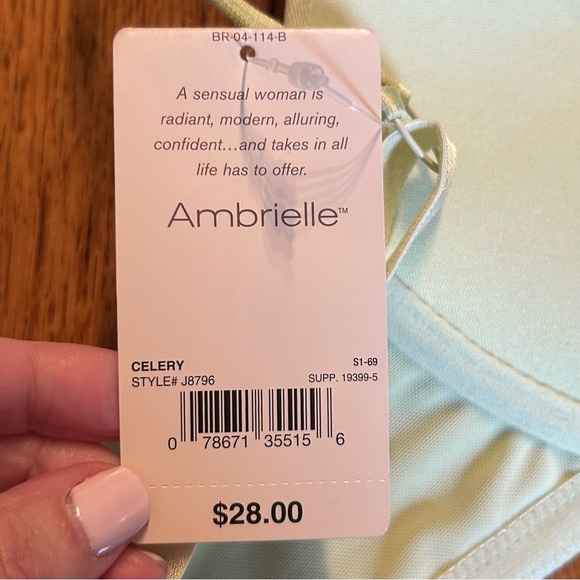 BR-04-114-B
A sensual woman is
radiant, modern, alluring,
confident...and takes in all
life has to offer.
Ambrielle™
CELERY S1-69
STYLE# J8796 SUPP. 19399-5
0 78671 35515 6
$28.00